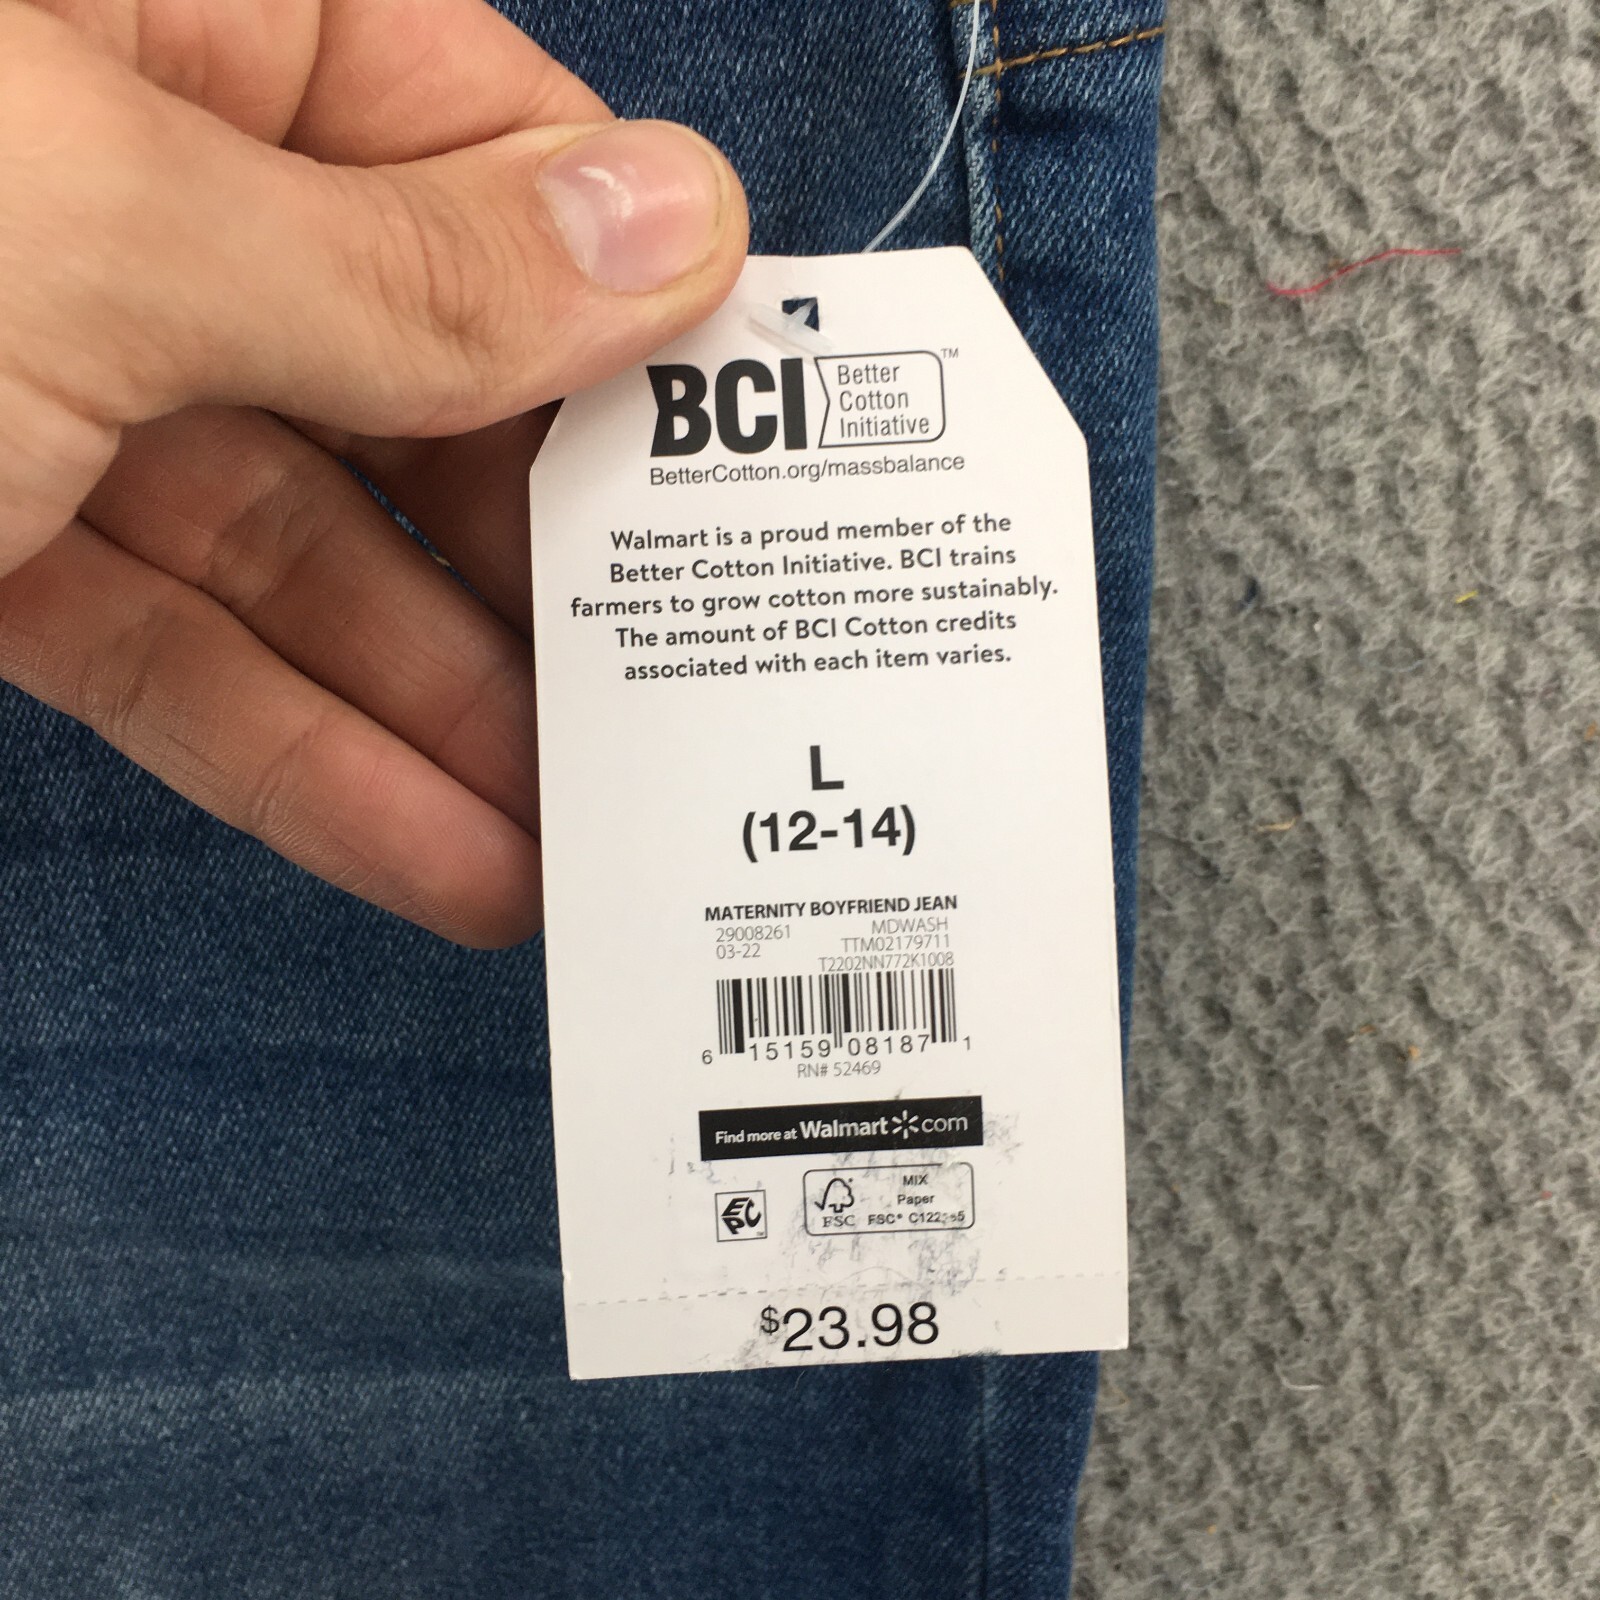 BCI Better Cotton Initiative™
BetterCotton.org/massbalance
Walmart is a proud member of the
Better Cotton Initiative. BCI trains
farmers to grow cotton more sustainably.
The amount of BCI Cotton credits
associated with each item varies.
L
(12-14)
MATERNITY BOYFRIEND JEAN
29008261 MDWASH
03-22 TTM02179711
T2202NN772K1008
6 15159 08187 1
RN# 52469
Find more at Walmart com
EPC™
MIX
Paper
FSC FSC®
$23.98